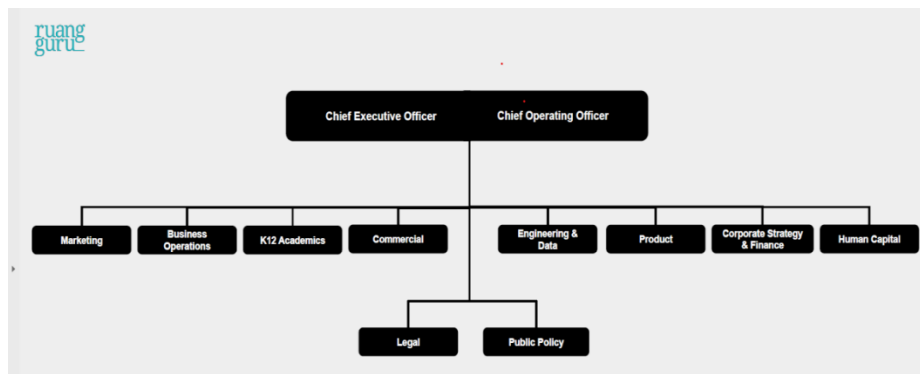 ruang
guru
Chief Executive Officer
Chief Operating Officer
Marketing
Business
Operations
K12 Academics
Commercial
Engineering &
Data
Product
Corporate Strategy
& Finance
Human Capital
Legal
Public Policy